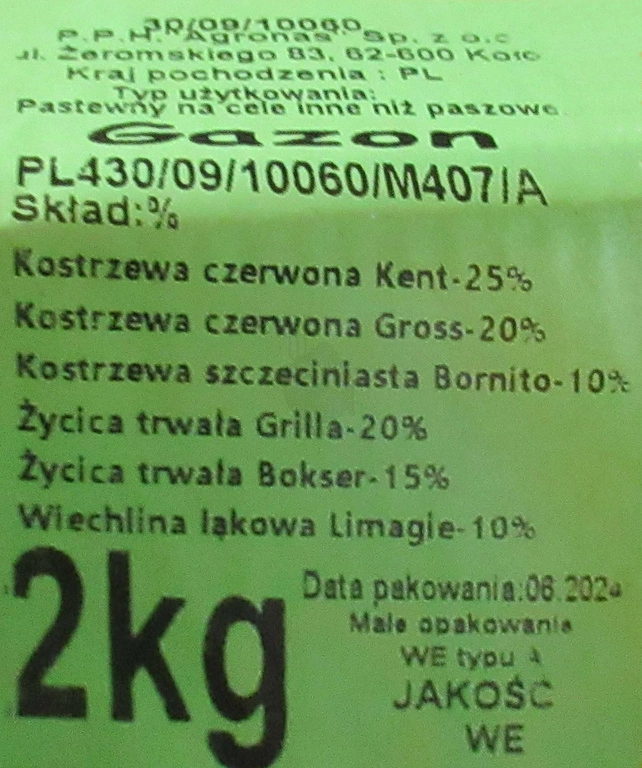 30/09/10060
P.P.H. "Agronas" Sp. z o.o
ul. Żeromskiego 83, 62-600 Koło
Kraj pochodzenia : PL
Typ użytkowania:
Pastewny na cele inne niż paszowe.
Gazon
PL430/09/10060/M407/A
Skład:%
Kostrzewa czerwona Kent-25%
Kostrzewa czerwona Gross-20%
Kostrzewa szczeciniasta Bornito-10%
Życica trwała Grilla-20%
Życica trwała Bokser-15%
Wiechlina łąkowa Limagie-10%
2kg
Data pakowania:06.2024
Małe opakowanie
WE typu A
JAKOŚĆ
WE